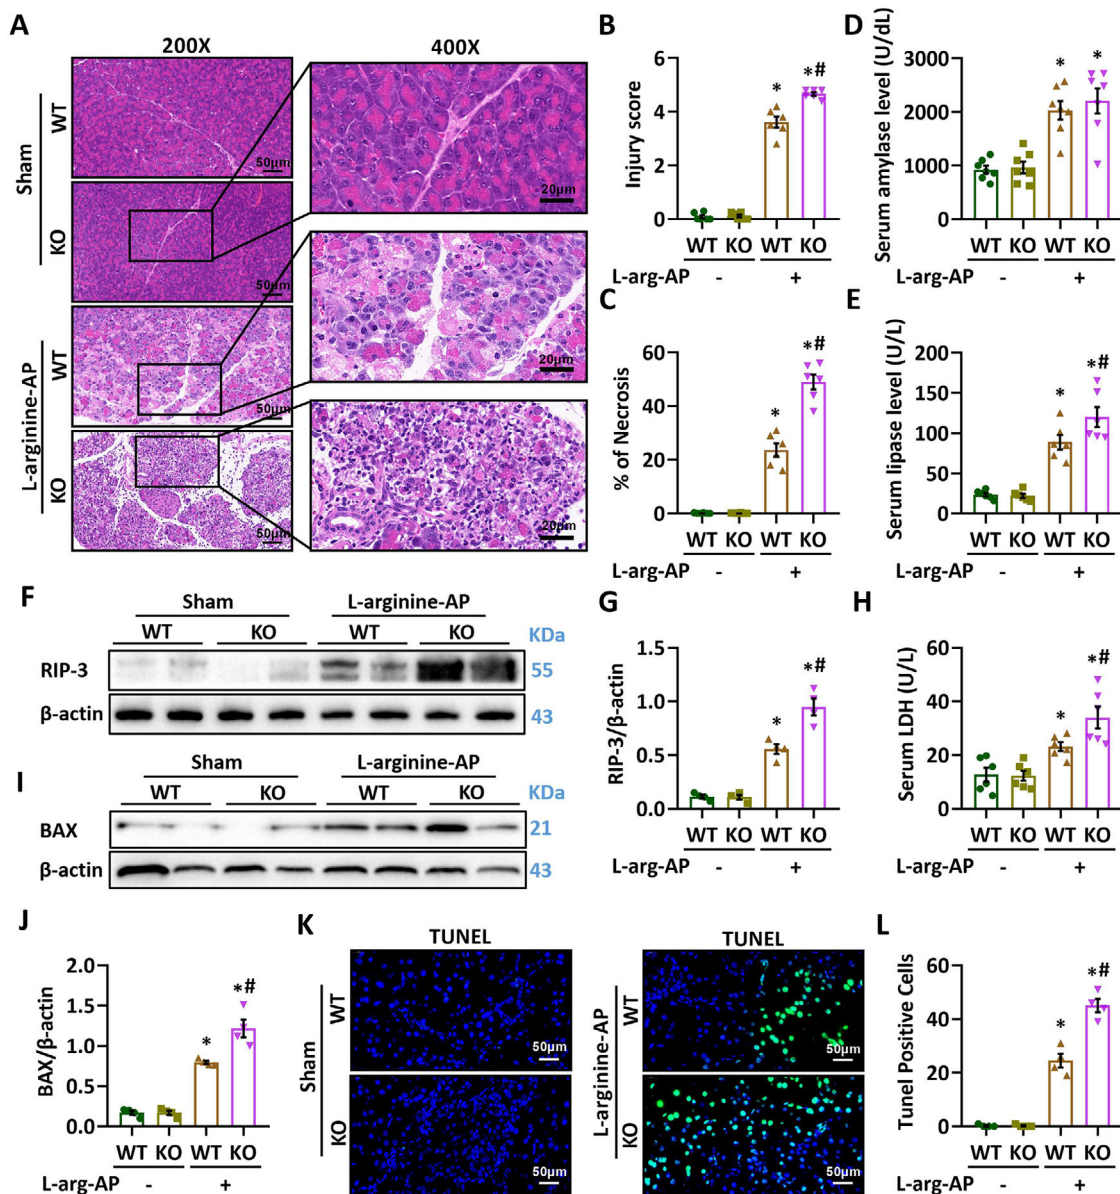 A
200X
400X
Sham
WT
50μm
KO
50μm
20μm
L-arginine-AP
WT
50μm
20μm
KO
50μm
20μm
B
Injury score
6
4
2
0
WT KO WT KO
L-arg-AP - +
*
*#
C
% of Necrosis
60
40
20
0
WT KO WT KO
L-arg-AP - +
*
*#
D
Serum amylase level (U/dL)
3000
2000
1000
0
WT KO WT KO
L-arg-AP - +
*
*
E
Serum lipase level (U/L)
200
150
100
50
0
WT KO WT KO
L-arg-AP - +
*
*#
F
Sham L-arginine-AP
WT KO WT KO KDa
RIP-3 55
β-actin 43
G
RIP-3/β-actin
1.5
1.0
0.5
0.0
WT KO WT KO
L-arg-AP - +
*
*#
H
Serum LDH (U/L)
60
40
20
0
WT KO WT KO
L-arg-AP - +
*
*#
I
Sham L-arginine-AP
WT KO WT KO KDa
BAX 21
β-actin 43
J
BAX/β-actin
2.0
1.5
1.0
0.5
0.0
WT KO WT KO
L-arg-AP - +
*
*#
K
TUNEL
TUNEL
Sham
WT
50μm
KO
50μm
L-arginine-AP
WT
50μm
KO
50μm
L
Tunel Positive Cells
60
40
20
0
WT KO WT KO
L-arg-AP - +
*
*#